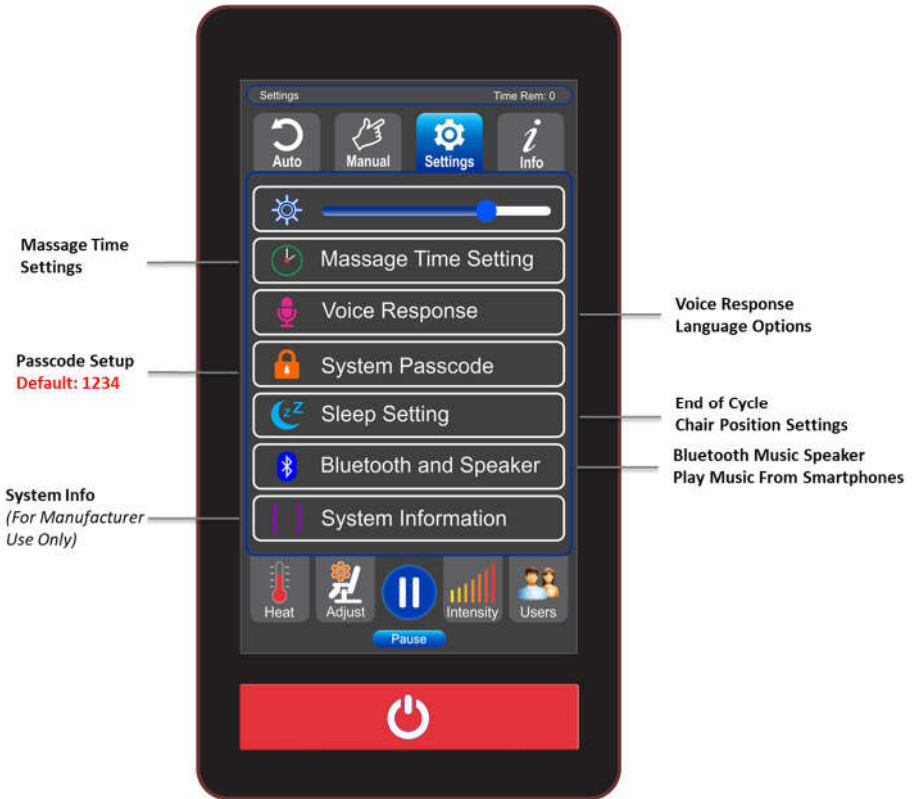 Settings Time Rem: 0
Auto Manual Settings Info
Massage Time
Settings
Massage Time Setting
Voice Response
Voice Response
Language Options
Passcode Setup
Default: 1234
System Passcode
Sleep Setting
End of Cycle
Chair Position Settings
Bluetooth and Speaker
Bluetooth Music Speaker
Play Music From Smartphones
System Info
(For Manufacturer
Use Only)
System Information
Heat Adjust Intensity Users
Pause